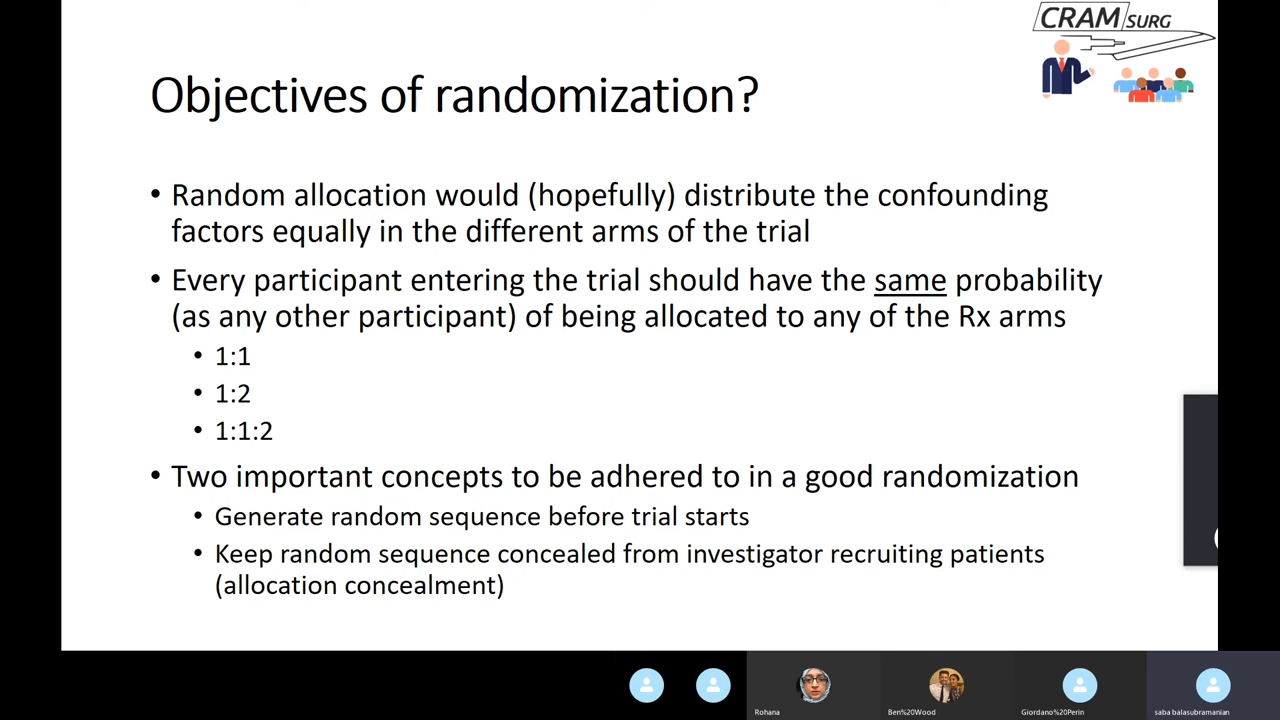 CRAM SURG
Objectives of randomization?
• Random allocation would (hopefully) distribute the confounding
factors equally in the different arms of the trial
• Every participant entering the trial should have the same probability
(as any other participant) of being allocated to any of the Rx arms
• 1:1
• 1:2
• 1:1:2
• Two important concepts to be adhered to in a good randomization
• Generate random sequence before trial starts
• Keep random sequence concealed from investigator recruiting patients
(allocation concealment)
Rohana
Ben%20Wood
Giordano%20Perin
saba balasubramanian